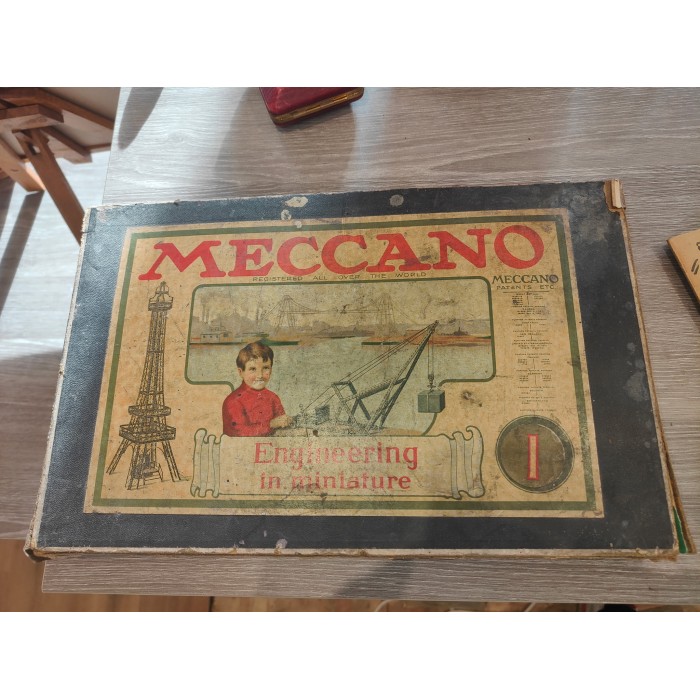 MECCANO
REGISTERED ALL OVER THE WORLD
MECCANO
PATENTS ETC
Engineering
in miniature
1